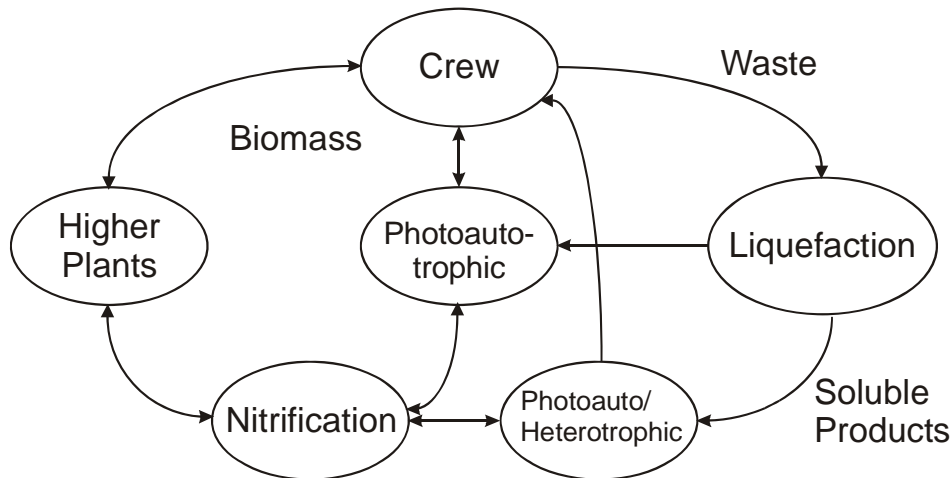 Crew
Waste
Biomass
Higher
Plants
Photoauto-
trophic
Liquefaction
Nitrification
Photoauto/
Heterotrophic
Soluble
Products